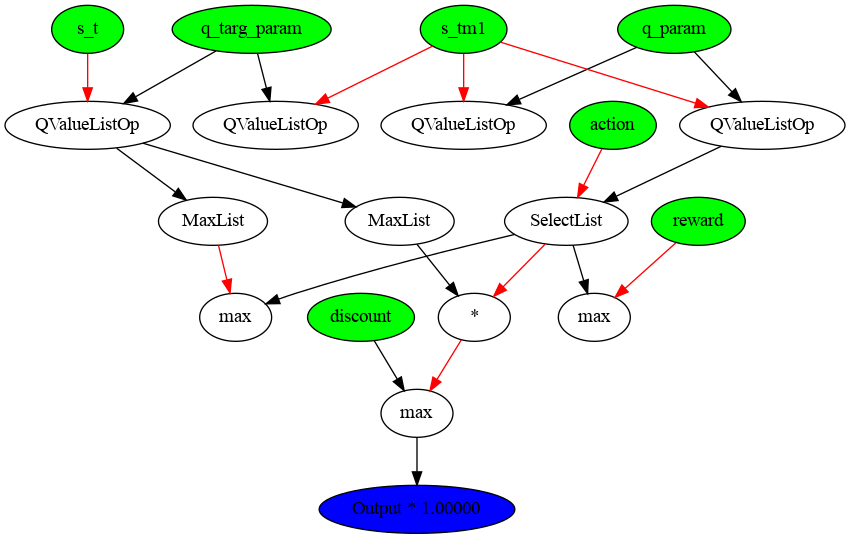 s_t
q_targ_param
s_tm1
q_param
QValueListOp
QValueListOp
QValueListOp
action
QValueListOp
MaxList
MaxList
SelectList
reward
max
discount
*
max
max
Output * 1.00000